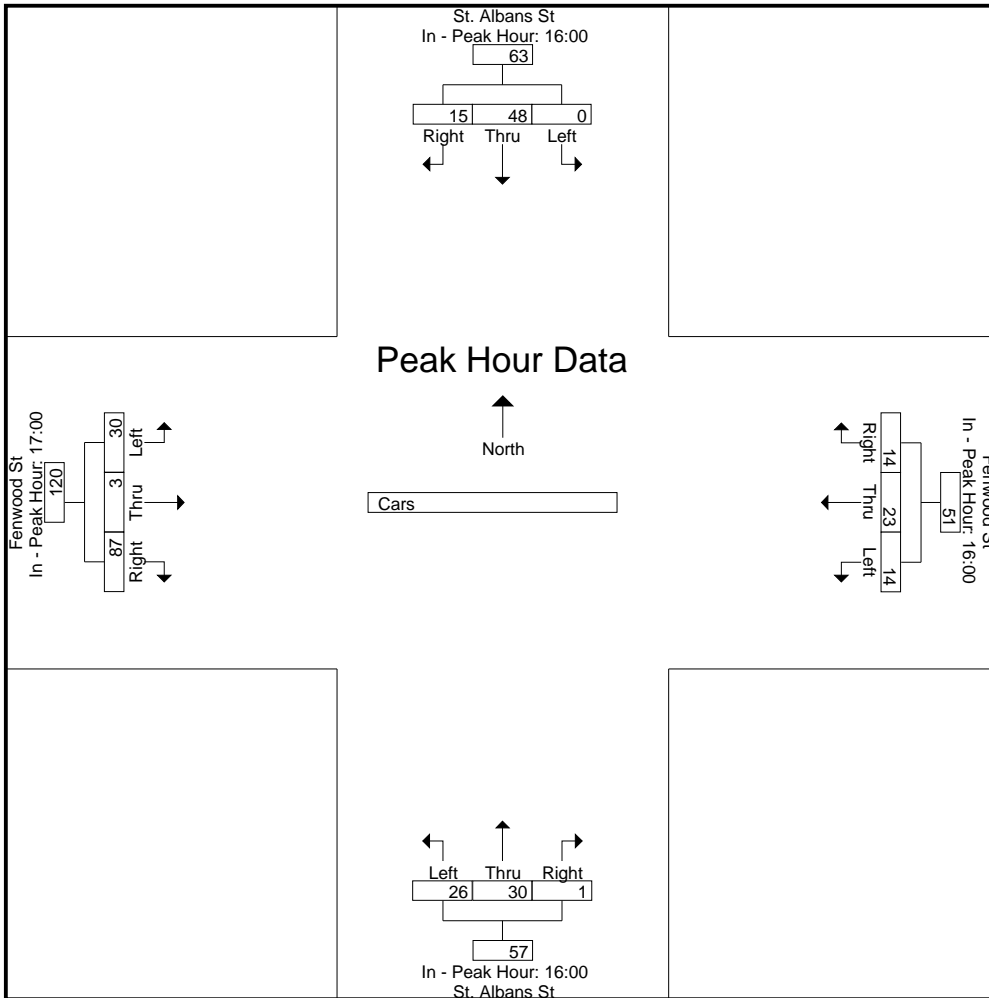 St. Albans St
In - Peak Hour: 16:00
63
15 48 0
Right Thru Left
Peak Hour Data
North
Cars
Fenwood St
In - Peak Hour: 17:00
120
30 3 87
Left Thru Right
Fenwood St
In - Peak Hour: 16:00
51
14 23 14
Right Thru Left
Left Thru Right
26 30 1
57
In - Peak Hour: 16:00
St. Albans St